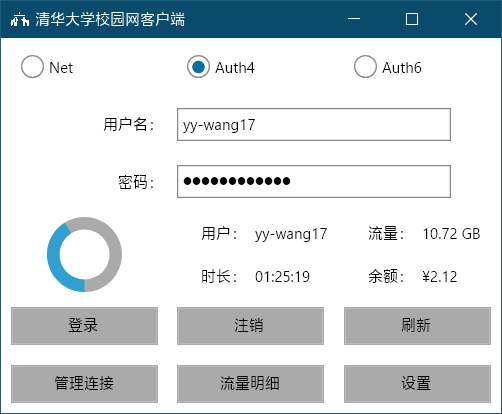 清华大学校园网客户端
Net Auth4 Auth6
用户名： yy-wang17
密码： ●●●●●●●●●●●●
用户： yy-wang17 流量： 10.72 GB
时长： 01:25:19 余额： ¥2.12
登录 注销 刷新
管理连接 流量明细 设置